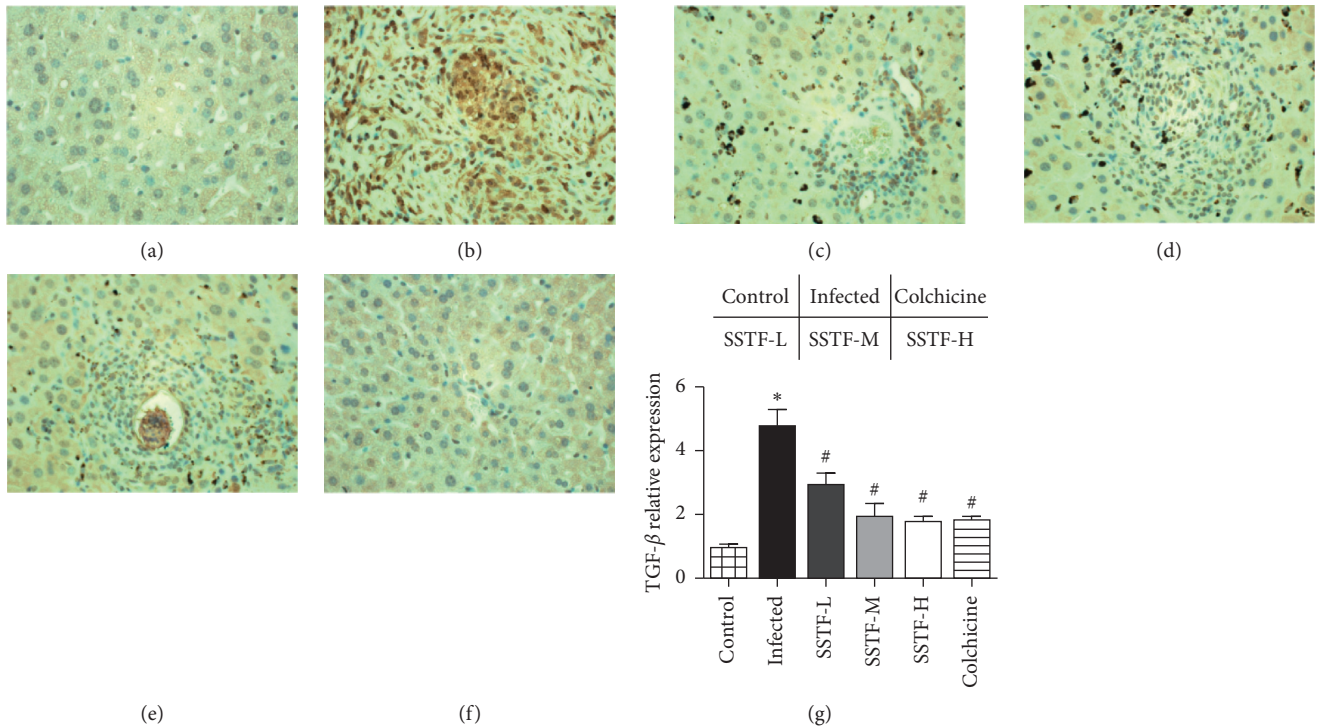 (a)
(b)
(c)
(d)
Control Infected Colchicine
SSTF-L SSTF-M SSTF-H
TGF-β relative expression
6
4
2
0
*
#
#
#
#
Control
Infected
SSTF-L
SSTF-M
SSTF-H
Colchicine
(e)
(f)
(g)